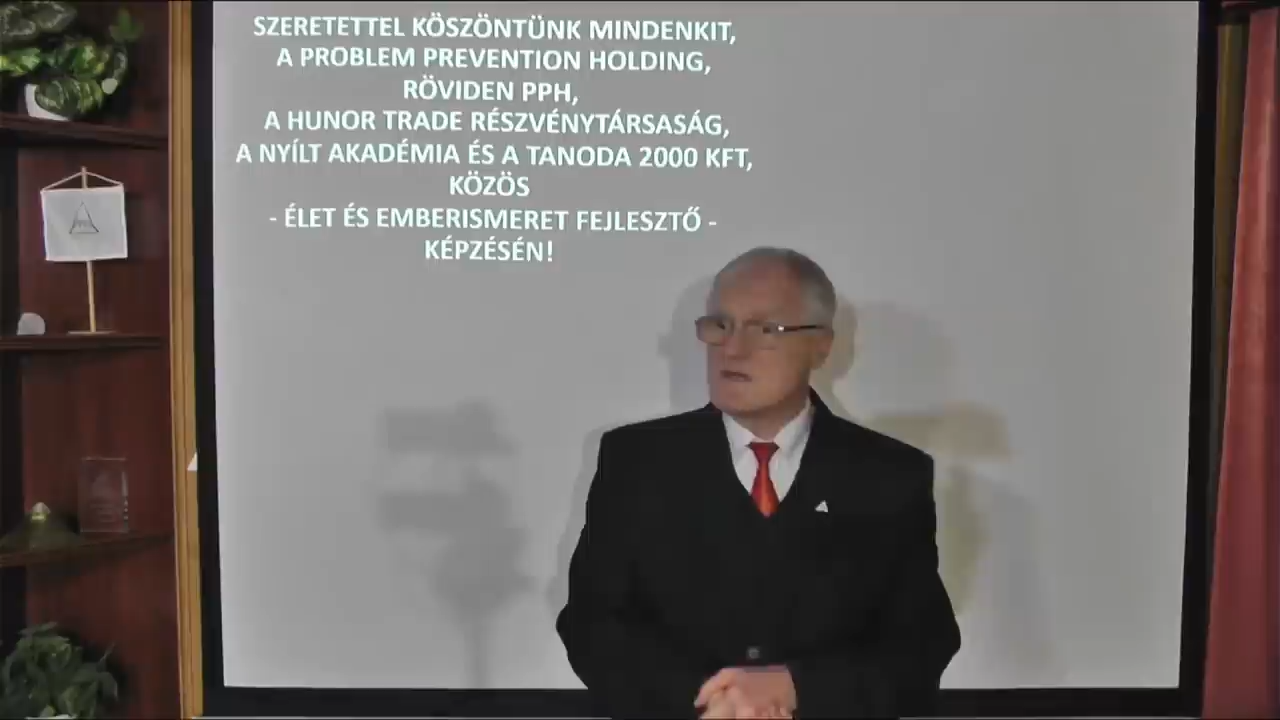 SZERETETTEL KÖSZÖNTÜNK MINDENKIT,
A PROBLEM PREVENTION HOLDING,
RÖVIDEN PPH,
A HUNOR TRADE RÉSZVÉNYTÁRSASÁG,
A NYÍLT AKADÉMIA ÉS A TANODA 2000 KFT,
KÖZÖS
- ÉLET ÉS EMBERISMERET FEJLESZTŐ -
KÉPZÉSÉN!